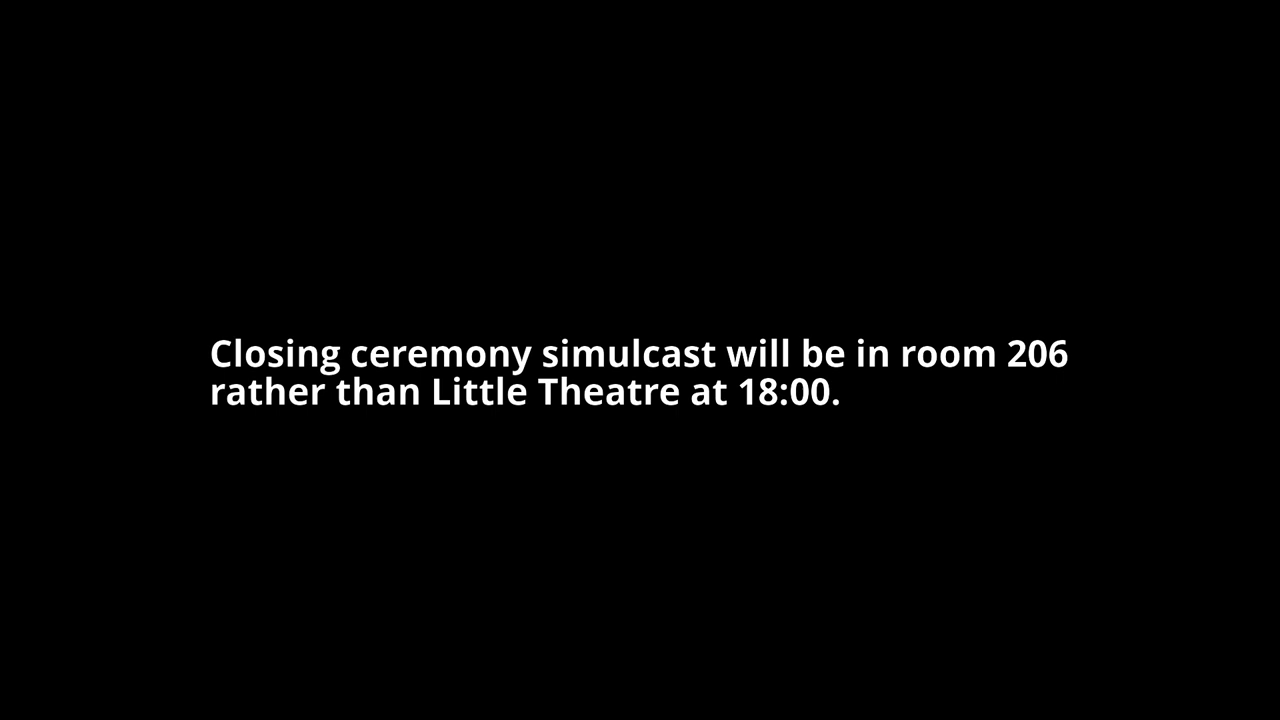 Closing ceremony simulcast will be in room 206
rather than Little Theatre at 18:00.